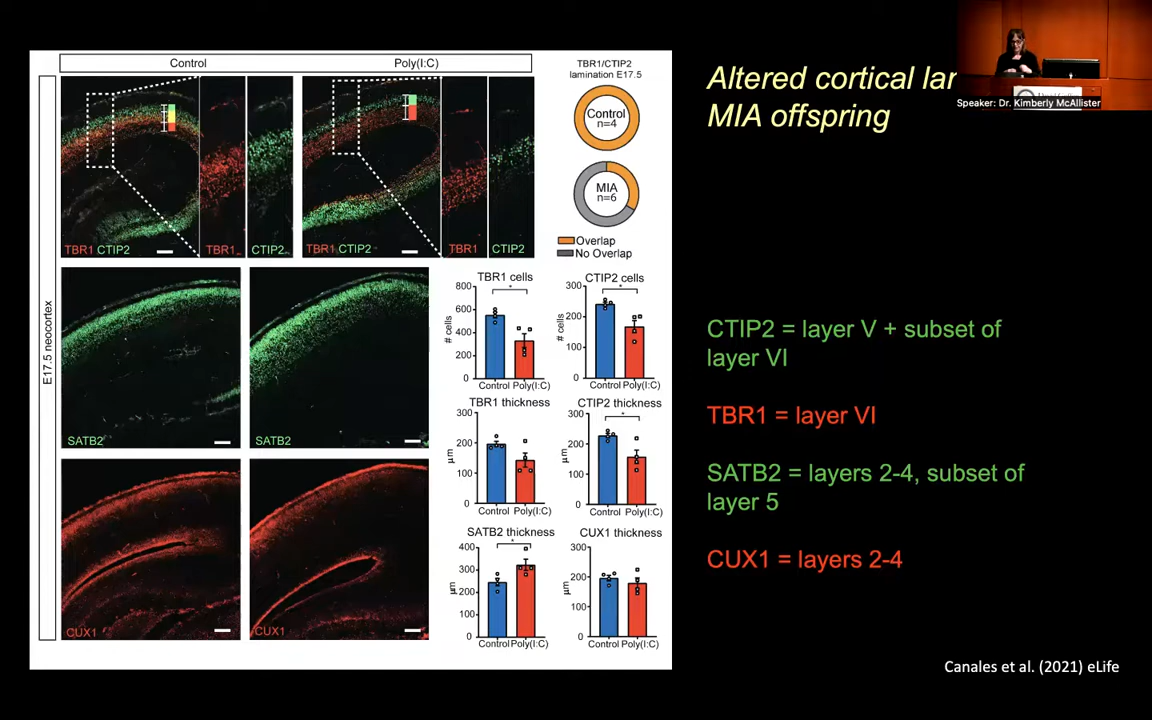 Control
Poly(I:C)
TBR1/CTIP2
lamination E17.5
E17.5 neocortex
TBR1 CTIP2
TBR1
CTIP2
TBR1 CTIP2
TBR1
CTIP2
Control
n=4
MIA
n=6
Overlap
No Overlap
SATB2
SATB2
CUX1
CUX1
TBR1 cells
*
# cells
800
600
400
200
0
Control Poly(I:C)
CTIP2 cells
*
# cells
300
200
100
0
Control Poly(I:C)
TBR1 thickness
µm
300
200
100
0
Control Poly(I:C)
CTIP2 thickness
*
µm
300
200
100
0
Control Poly(I:C)
SATB2 thickness
*
µm
400
300
200
100
0
Control Poly(I:C)
CUX1 thickness
µm
300
200
100
0
Control Poly(I:C)
Altered cortical
MIA offspring
Speaker: Dr. Kimberly McAllister
CTIP2 = layer V + subset of
layer VI
TBR1 = layer VI
SATB2 = layers 2-4, subset of
layer 5
CUX1 = layers 2-4
Canales et al. (2021) eLife